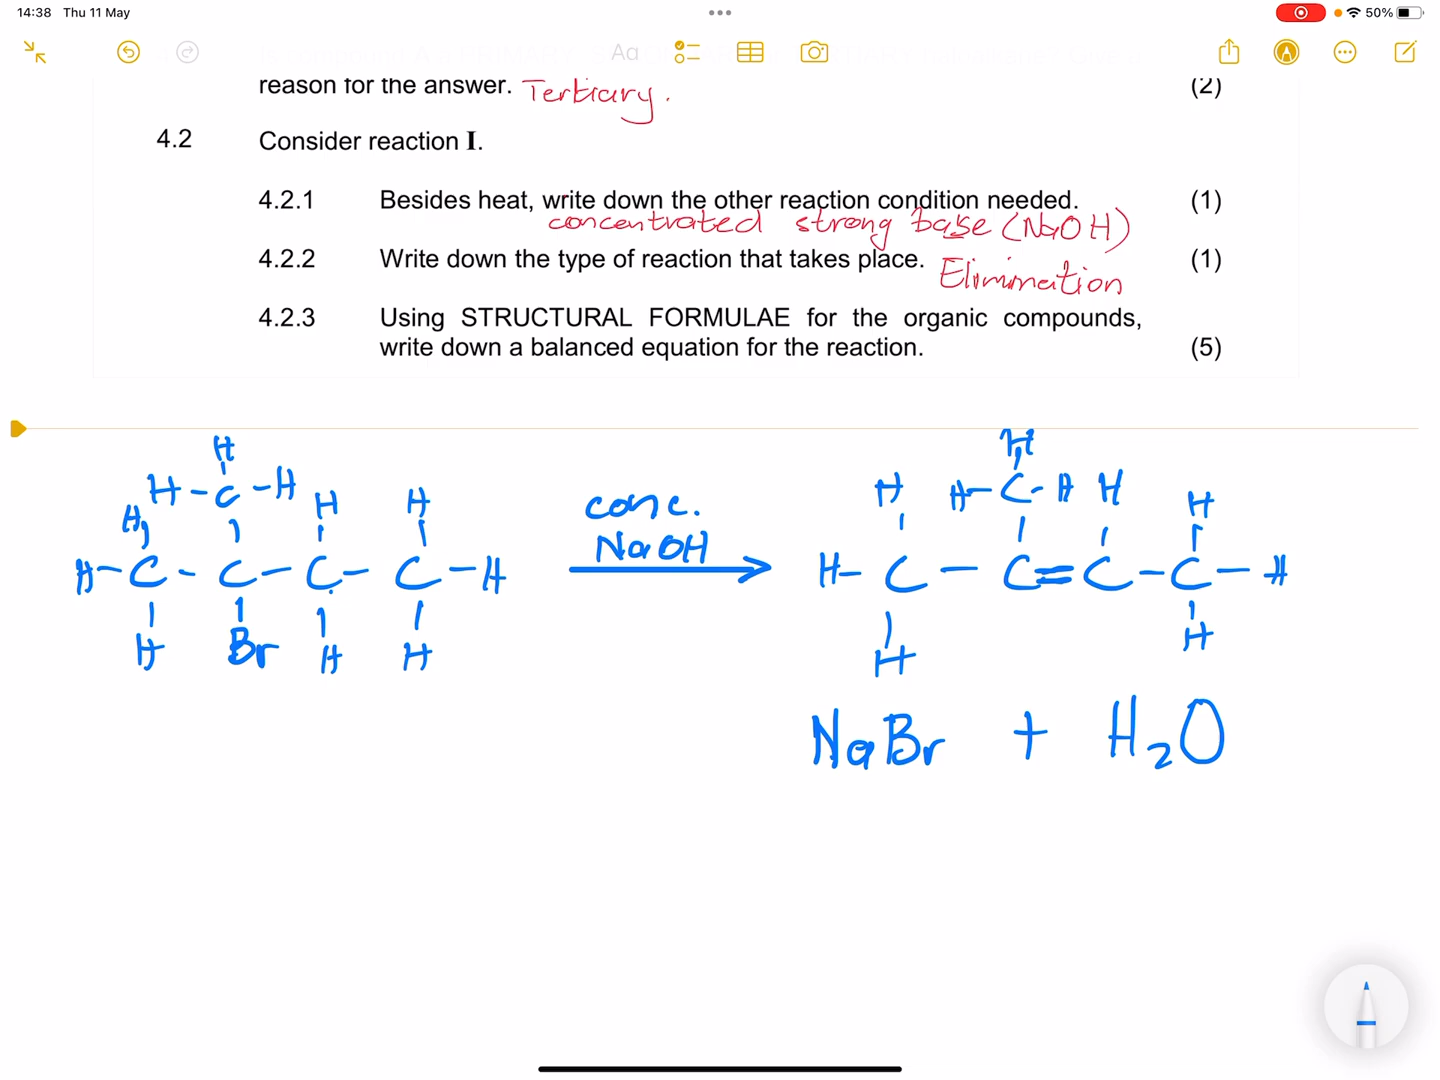 14:38 Thu 11 May
50%
Aa
reason for the answer. Tertiary. (2)
4.2 Consider reaction I.
4.2.1 Besides heat, write down the other reaction condition needed. (1)
concentrated strong base (NaOH)
4.2.2 Write down the type of reaction that takes place. Elimination (1)
4.2.3 Using STRUCTURAL FORMULAE for the organic compounds,
write down a balanced equation for the reaction. (5)
H H
H - C - H H H conc. H H - C - H H H
H NaOH
H - C - C - C - C - H H - C - C = C - C - H
H Br H H H H
NaBr + H₂O